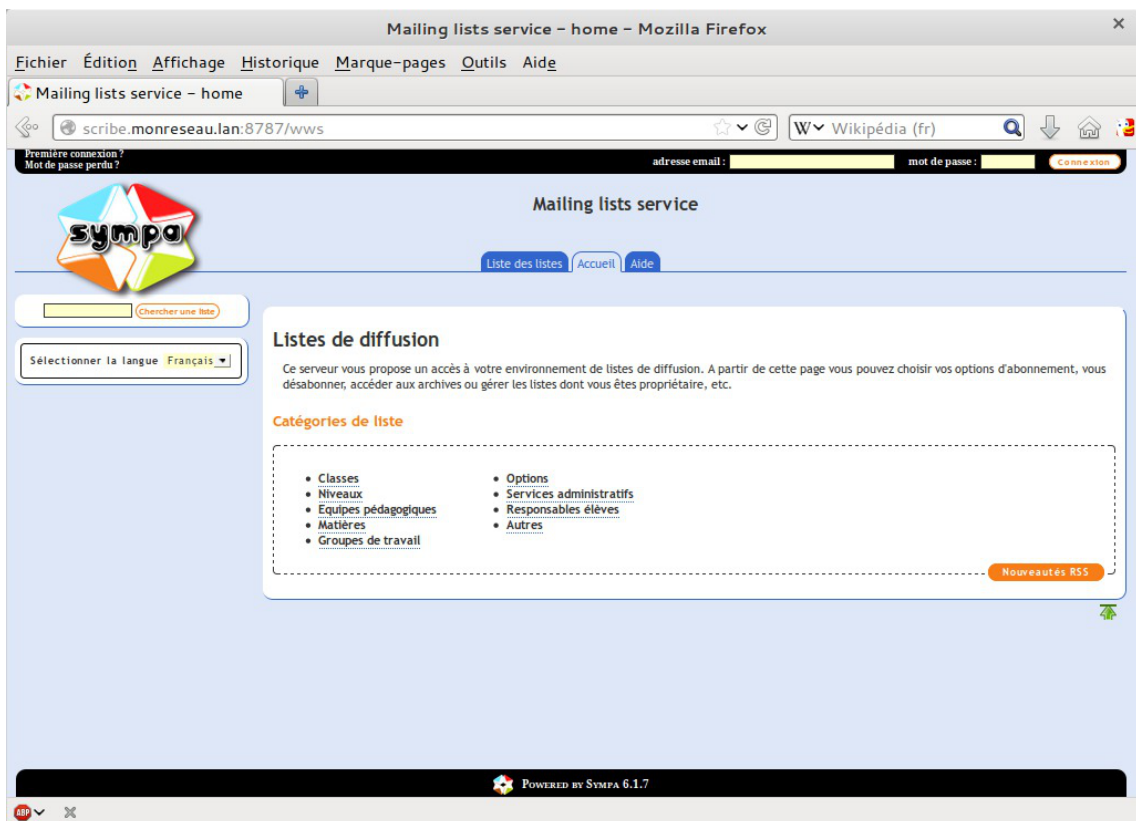 Mailing lists service - home - Mozilla Firefox
Fichier Édition Affichage Historique Marque-pages Outils Aide
Mailing lists service - home
scribe.monreseau.lan:8787/wws
W Wikipédia (fr)
Première connexion ?
Mot de passe perdu ?
adresse email :
mot de passe :
Connexion
sympa
Mailing lists service
Liste des listes Accueil Aide
Chercher une liste
Sélectionner la langue Français
Listes de diffusion
Ce serveur vous propose un accès à votre environnement de listes de diffusion. A partir de cette page vous pouvez choisir vos options d'abonnement, vous
désabonner, accéder aux archives ou gérer les listes dont vous êtes propriétaire, etc.
Catégories de liste
Classes
Niveaux
Equipes pédagogiques
Matières
Groupes de travail
Options
Services administratifs
Responsables élèves
Autres
Nouveautés RSS
Powered by Sympa 6.1.7
ABP